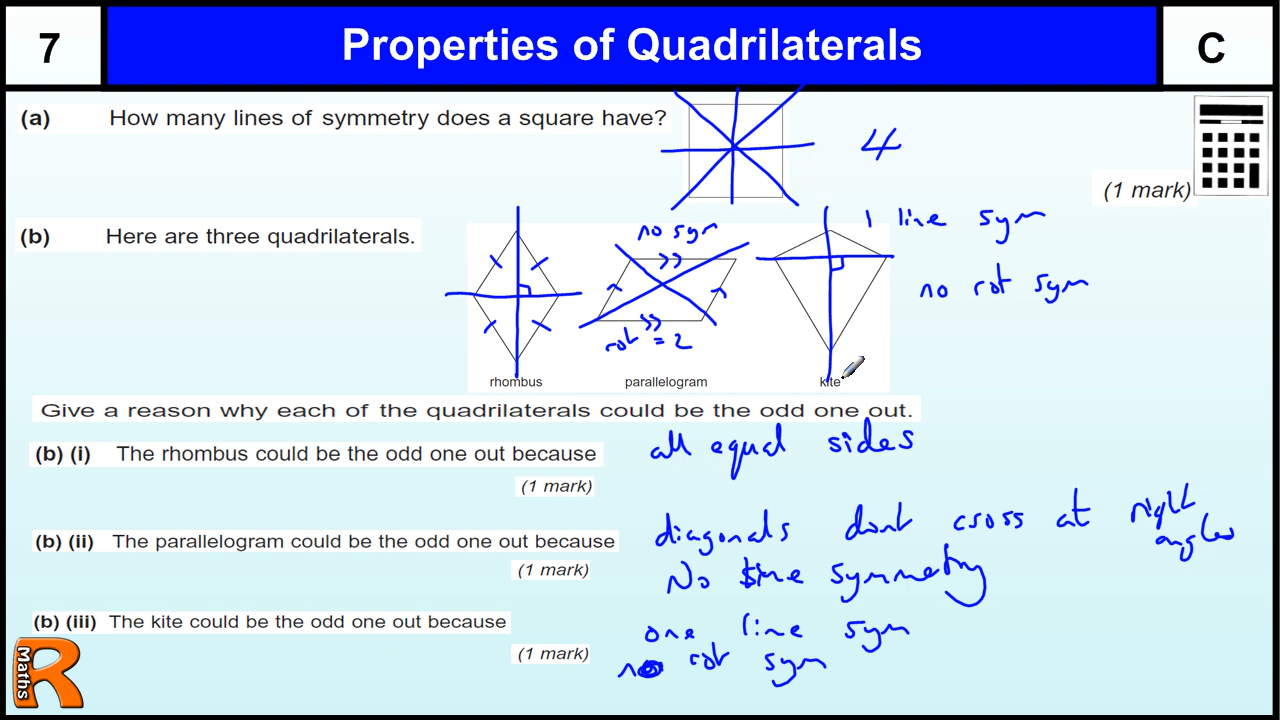 7
Properties of Quadrilaterals
C
(a) How many lines of symmetry does a square have?
4
(1 mark)
(b) Here are three quadrilaterals.
no sym
1 line sym
no rot sym
rot = 2
rhombus
parallelogram
kite
Give a reason why each of the quadrilaterals could be the odd one out.
(b) (i) The rhombus could be the odd one out because
all equal sides
(1 mark)
(b) (ii) The parallelogram could be the odd one out because
diagonals dont cross at right angles
(1 mark)
No line symmetry
(b) (iii) The kite could be the odd one out because
one line sym
(1 mark)
no rot sym
R
Maths